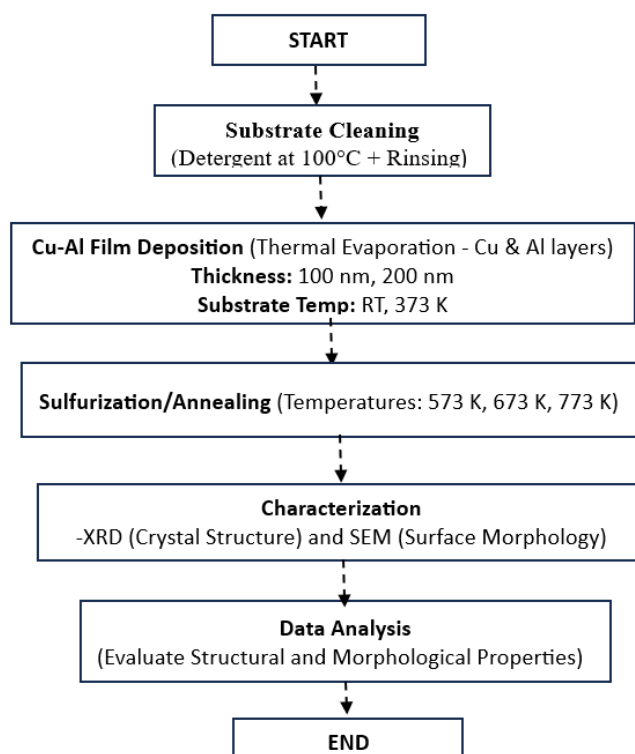 START
Substrate Cleaning
(Detergent at 100°C + Rinsing)
Cu-Al Film Deposition (Thermal Evaporation - Cu & Al layers)
Thickness: 100 nm, 200 nm
Substrate Temp: RT, 373 K
Sulfurization/Annealing (Temperatures: 573 K, 673 K, 773 K)
Characterization
-XRD (Crystal Structure) and SEM (Surface Morphology)
Data Analysis
(Evaluate Structural and Morphological Properties)
END